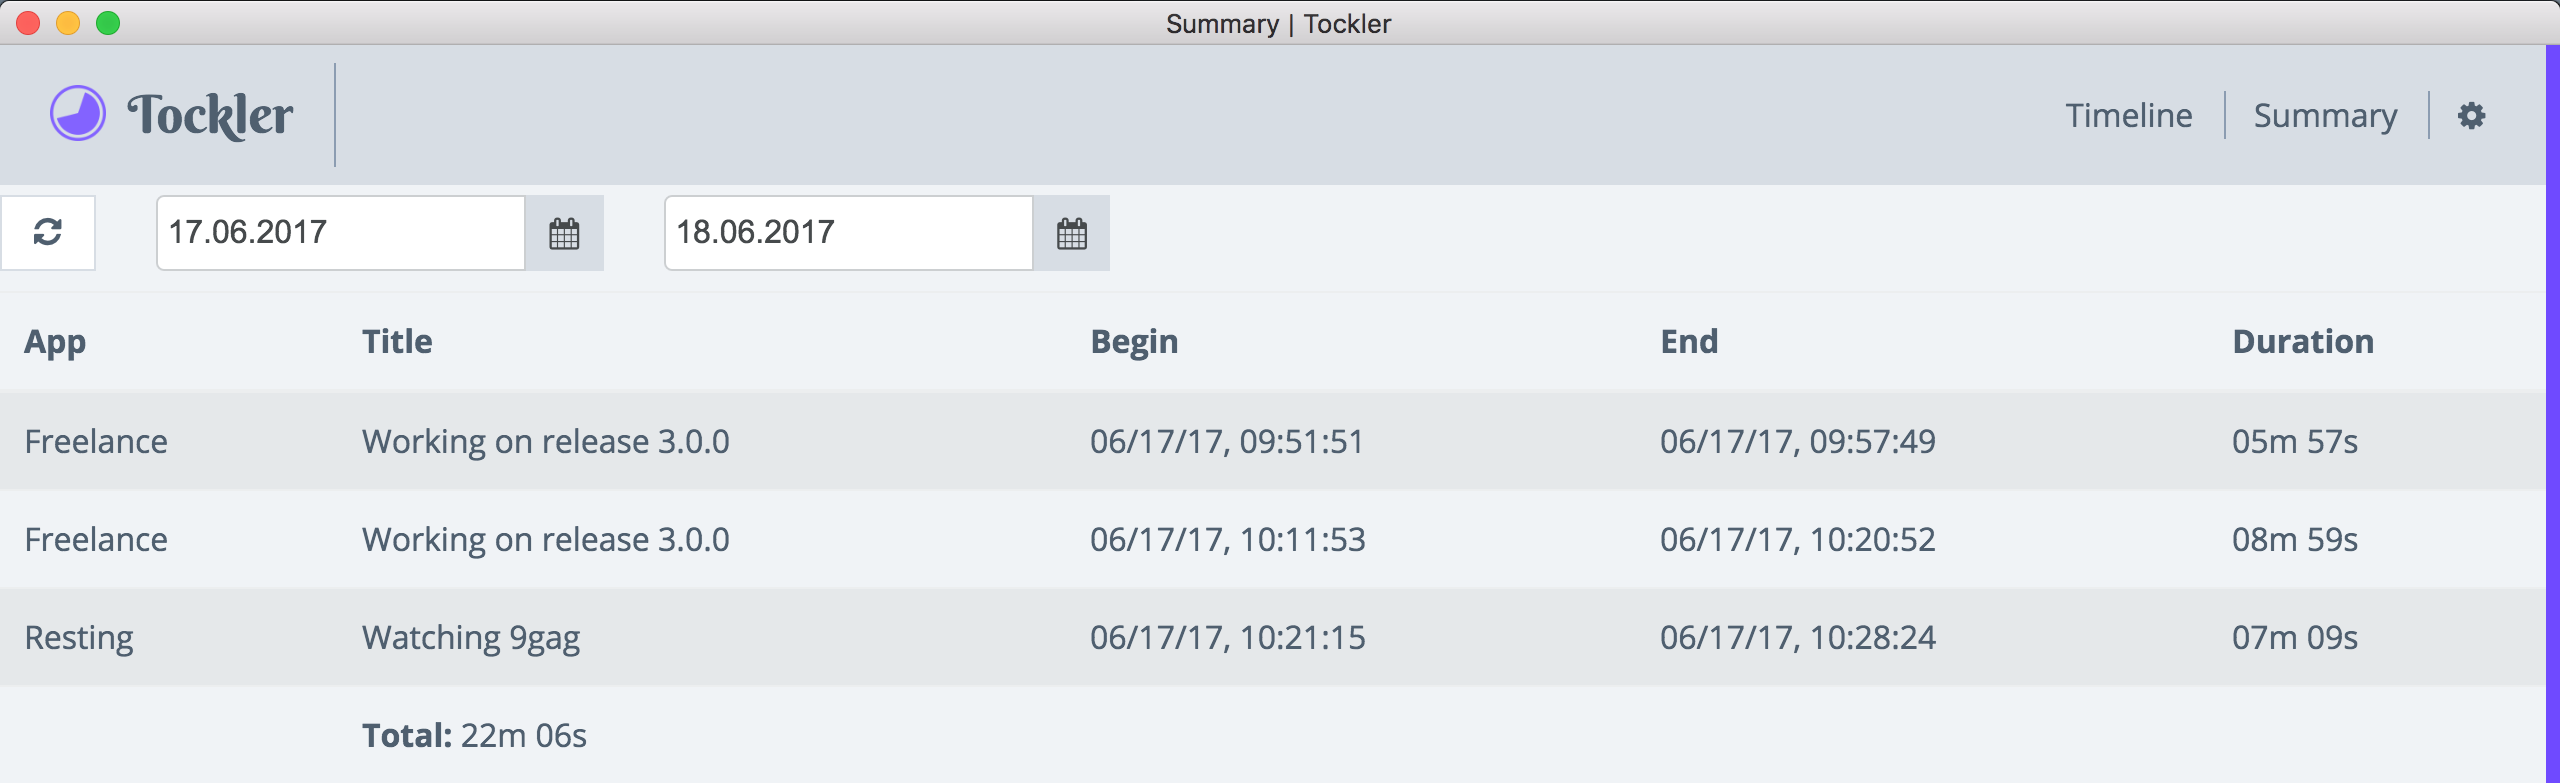 Summary | Tockler
Tockler Timeline Summary
17.06.2017 18.06.2017
App Title Begin End Duration
Freelance Working on release 3.0.0 06/17/17, 09:51:51 06/17/17, 09:57:49 05m 57s
Freelance Working on release 3.0.0 06/17/17, 10:11:53 06/17/17, 10:20:52 08m 59s
Resting Watching 9gag 06/17/17, 10:21:15 06/17/17, 10:28:24 07m 09s
Total: 22m 06s